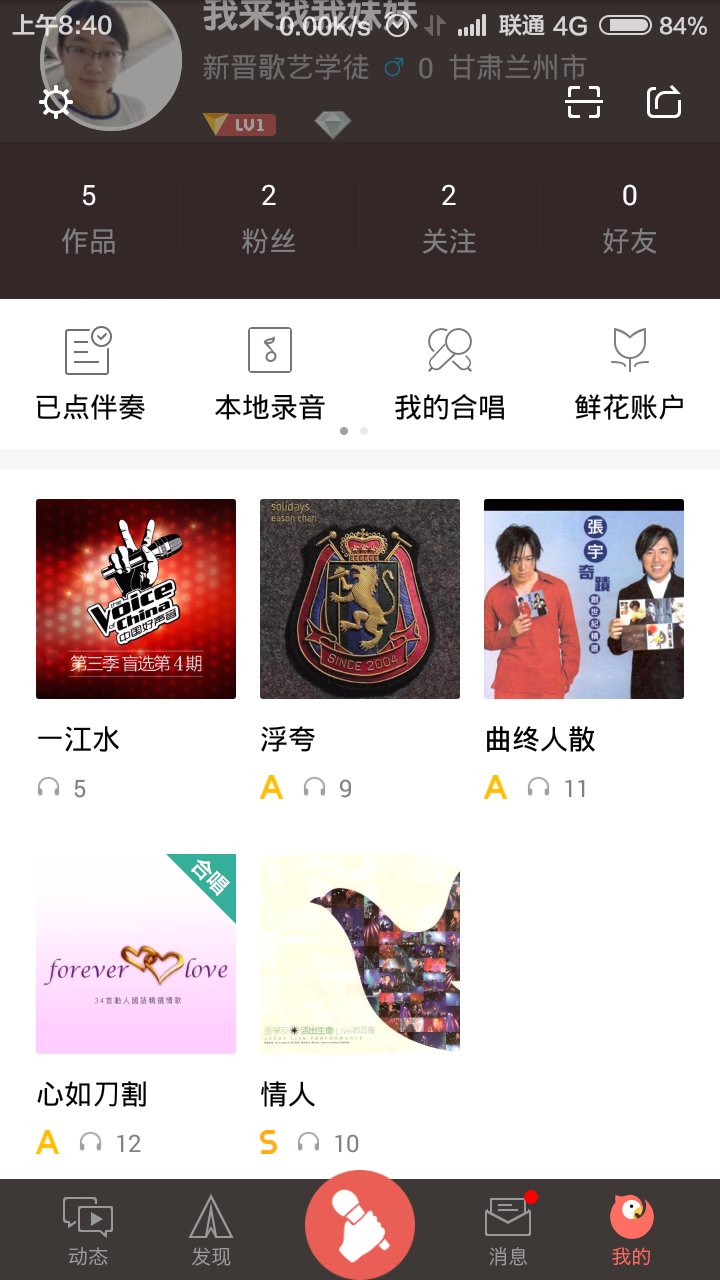 上午8:40 0.00K/s 联通 4G 84%
我来找我妹妹
新晋歌艺学徒 ♂ 0 甘肃兰州市
LV1
5 2 2 0
作品 粉丝 关注 好友
已点伴奏 本地录音 我的合唱 鲜花账户
the Voice of China
中国好声音
第三季 盲选第4期
solidays
eason chan
SINCE 2004
張宇
奇蹟
創世紀精選
一江水 浮夸 曲终人散
5 A 9 A 11
合唱
forever love
34首動人國語精選情歌
張學友 活出生命 Live 演唱會
JACKY LIVE PERFORMANCE
心如刀割 情人
A 12 S 10
动态 发现 消息 我的